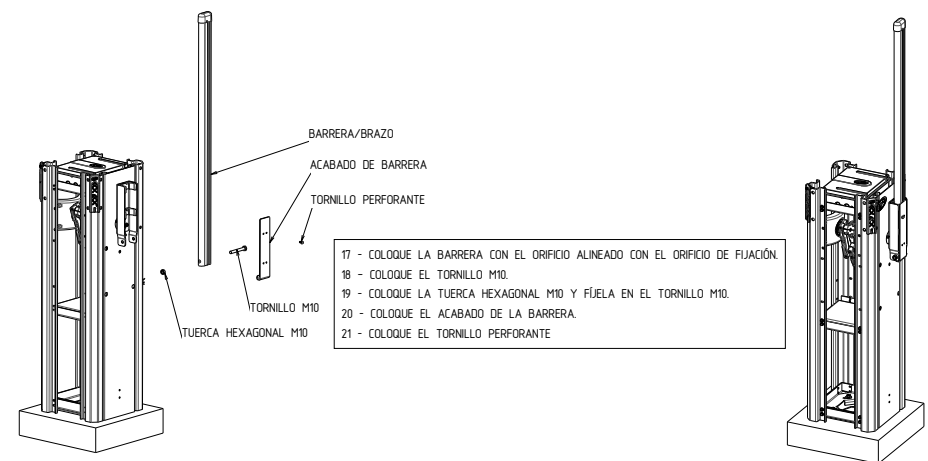 BARRERA/BRAZO
ACABADO DE BARRERA
TORNILLO PERFORANTE
17 - COLOQUE LA BARRERA CON EL ORIFICIO ALINEADO CON EL ORIFICIO DE FIJACIÓN.
18 - COLOQUE EL TORNILLO M10.
19 - COLOQUE LA TUERCA HEXAGONAL M10 Y FÍJELA EN EL TORNILLO M10.
20 - COLOQUE EL ACABADO DE LA BARRERA.
21 - COLOQUE EL TORNILLO PERFORANTE
TORNILLO M10
TUERCA HEXAGONAL M10